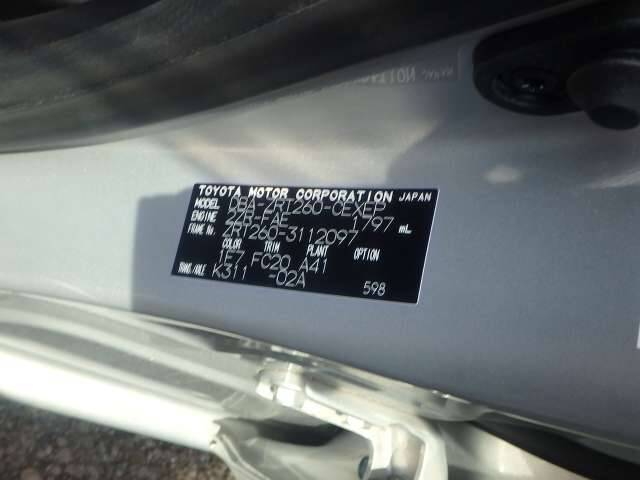 TOYOTA MOTOR CORPORATION JAPAN
MODEL DBA-ZRT260-CEXEP
ENGINE 2ZR-FAE 1797 mL
FRAME No. ZRT260-3112097
COLOR TRIM PLANT OPTION
1E7 FC20 A41
TRANS/AXLE K311 -02A
598